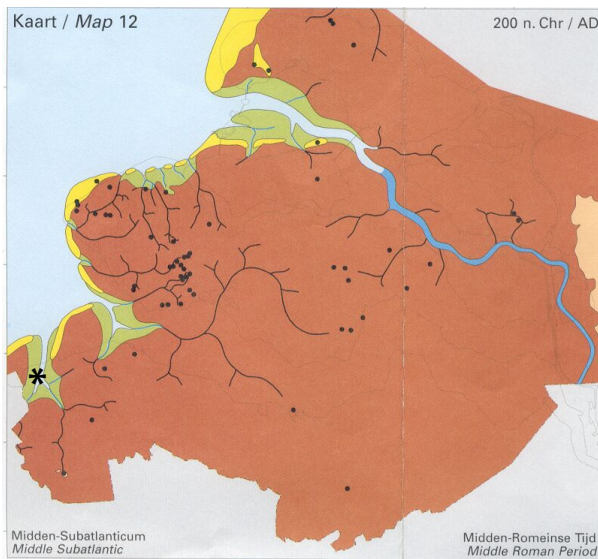 Kaart / Map 12
200 n. Chr / AD
Midden-Subatlanticum
Middle Subatlantic
Midden-Romeinse Tijd
Middle Roman Period